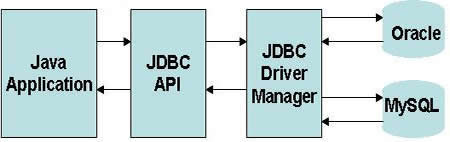 Java
Application
JDBC
API
JDBC
Driver
Manager
Oracle
MySQL